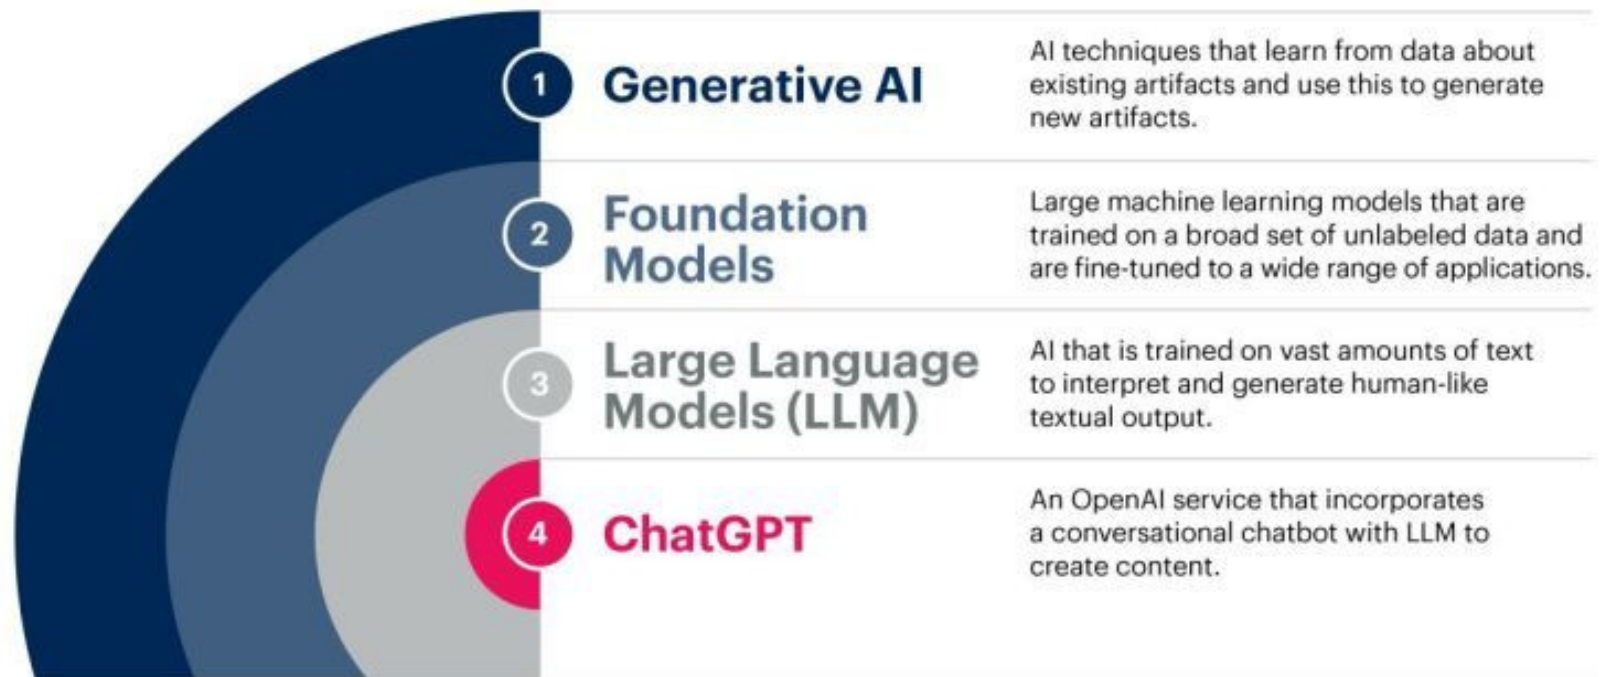 1
Generative AI
AI techniques that learn from data about
existing artifacts and use this to generate
new artifacts.
2
Foundation
Models
Large machine learning models that are
trained on a broad set of unlabeled data and
are fine-tuned to a wide range of applications.
3
Large Language
Models (LLM)
AI that is trained on vast amounts of text
to interpret and generate human-like
textual output.
4
ChatGPT
An OpenAI service that incorporates
a conversational chatbot with LLM to
create content.